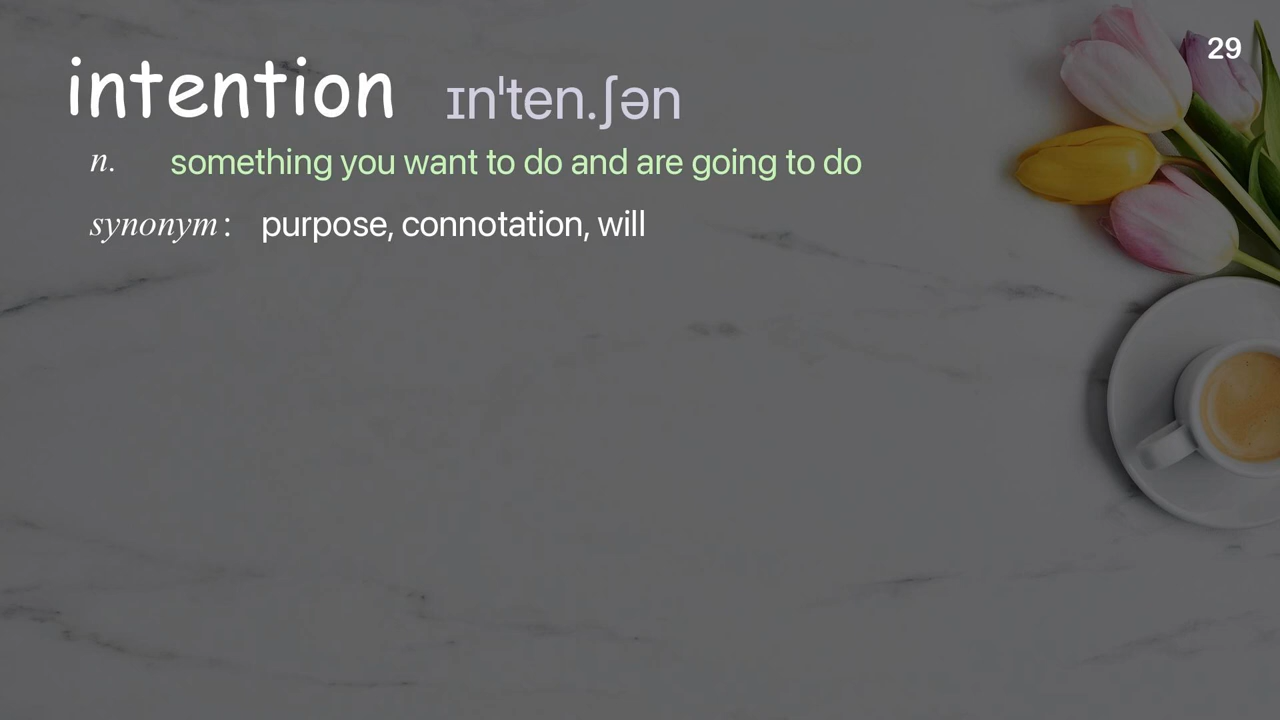 29
intention ɪnˈten.ʃən
n. something you want to do and are going to do
synonym: purpose, connotation, will